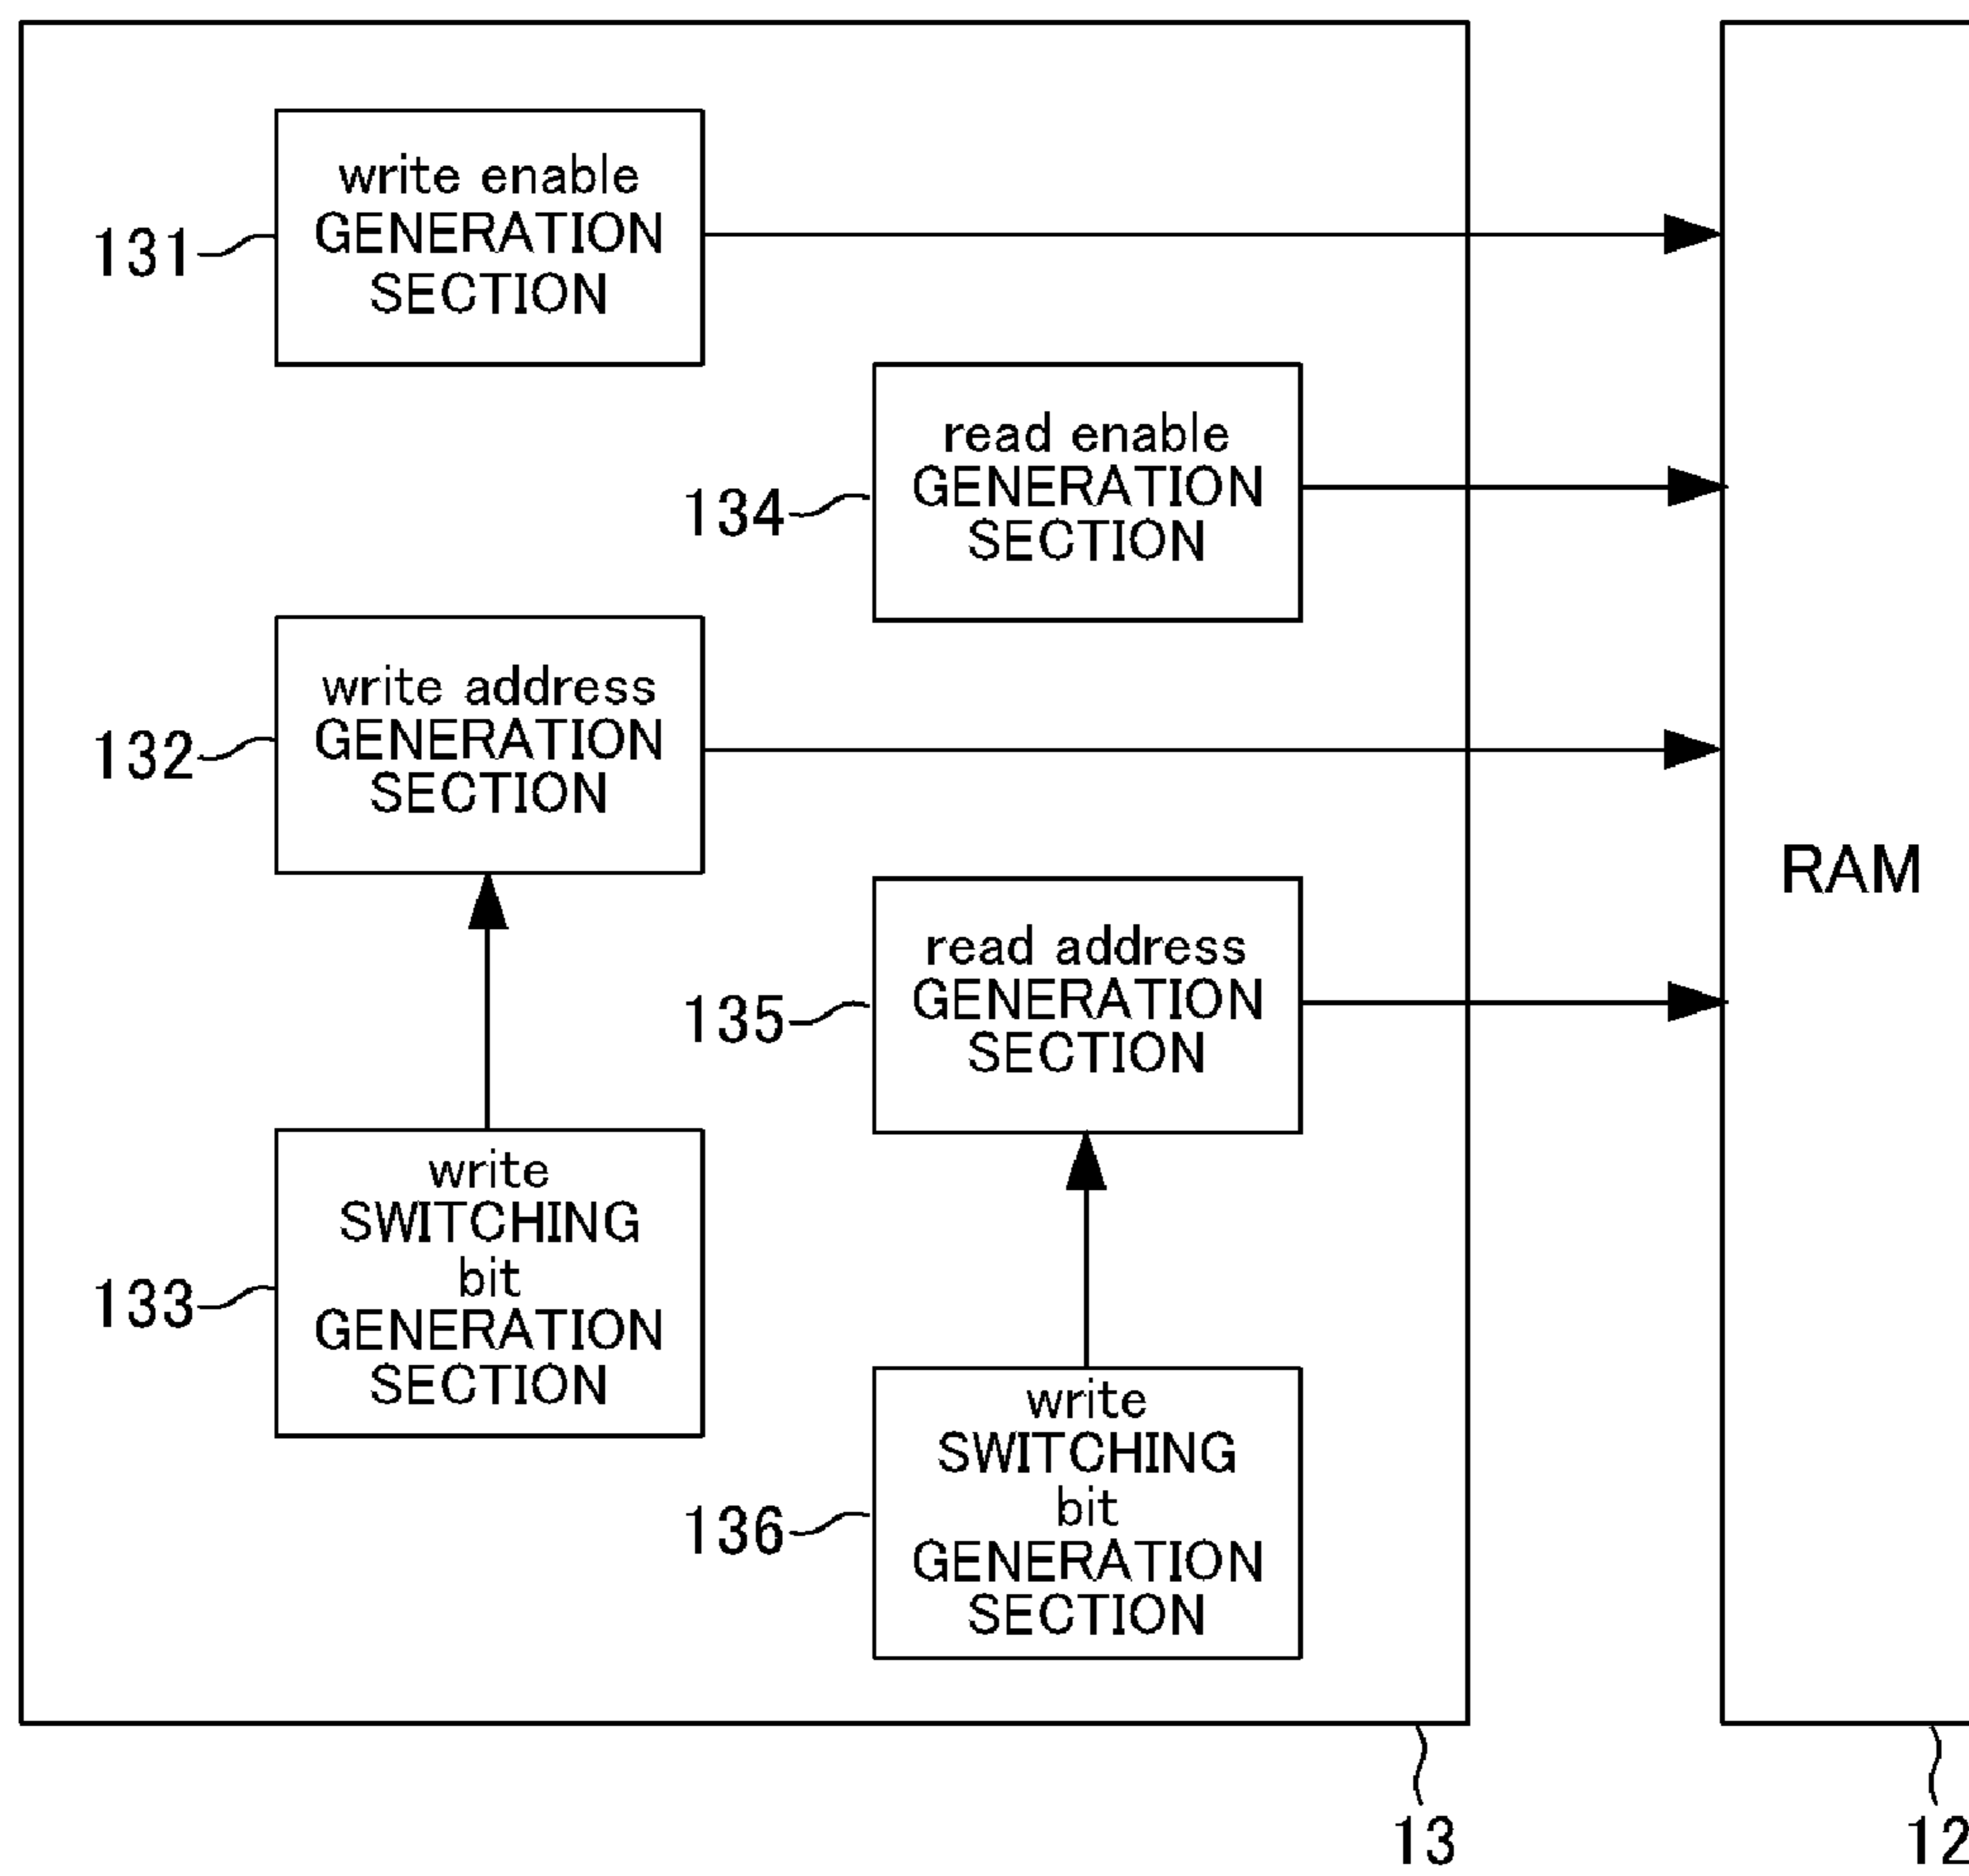 write enable
GENERATION
SECTION
131
read enable
GENERATION
SECTION
134
write address
GENERATION
SECTION
132
RAM
read address
GENERATION
SECTION
135
write
SWITCHING
bit
GENERATION
SECTION
133
write
SWITCHING
bit
GENERATION
SECTION
136
13
12